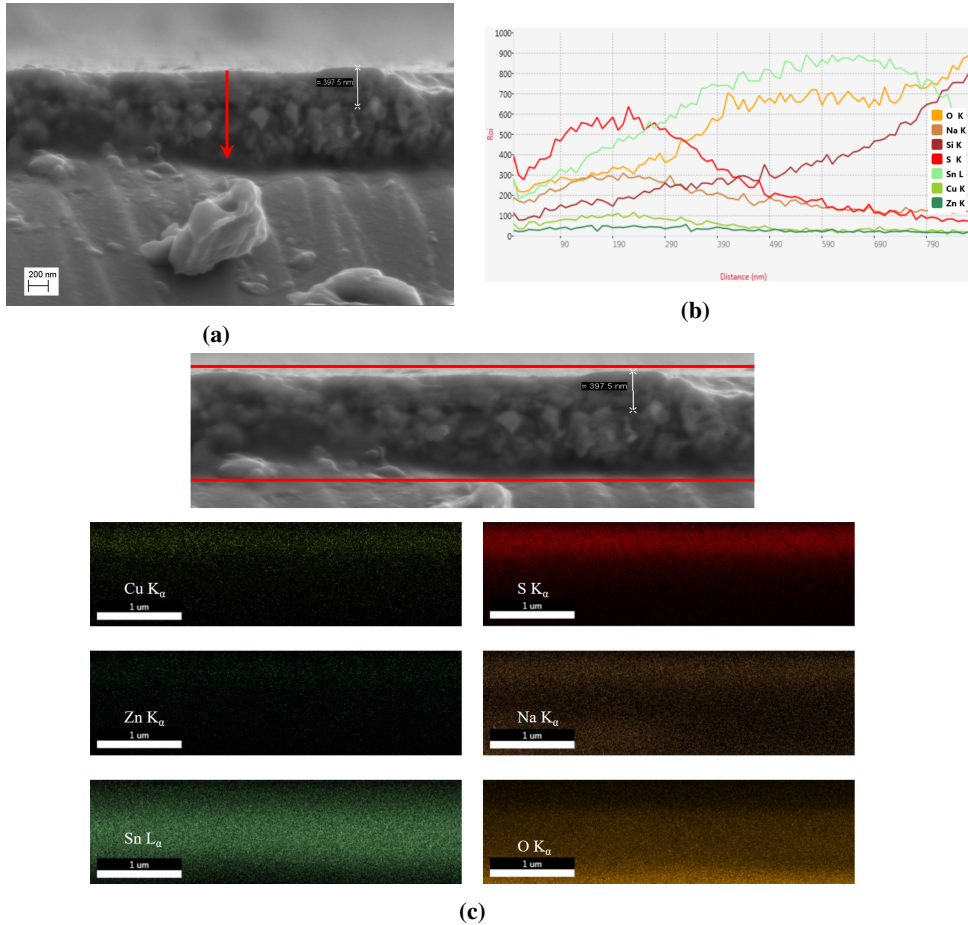 = 397.5 nm
200 nm
(a)
1000
900
800
700
600
500
400
300
200
100
0
Roi
90
190
290
390
490
590
690
790
Distance (nm)
O K
Na K
Si K
S K
Sn L
Cu K
Zn K
(b)
= 397.5 nm
Cu Kα
1 um
S Kα
1 um
Zn Kα
1 um
Na Kα
1 um
Sn Lα
1 um
O Kα
1 um
(c)